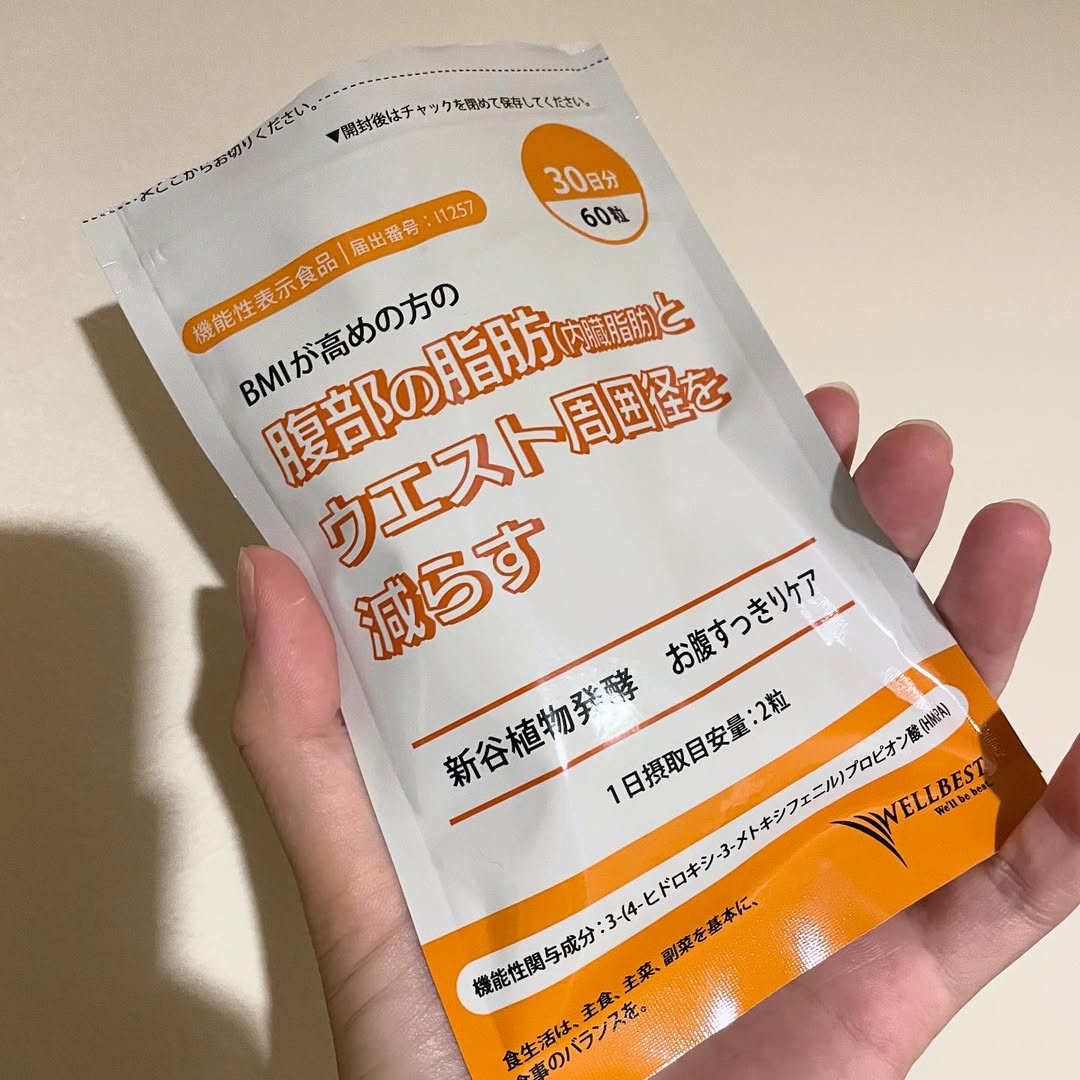 ここからお切りください。
▼開封後はチャックを閉めて保存してください。
30日分
60粒
機能性表示食品|届出番号:I1257
BMIが高めの方の
腹部の脂肪(内臓脂肪)と
ウエスト周囲径を
減らす
新谷植物発酵 お腹すっきりケア
1日摂取目安量:2粒
機能性関与成分:3-(4-ヒドロキシ-3-メトキシフェニル)プロピオン酸(HMPA)
WELLBEST
We'll be best.
食生活は、主食、主菜、副菜を基本に、
食事のバランスを。